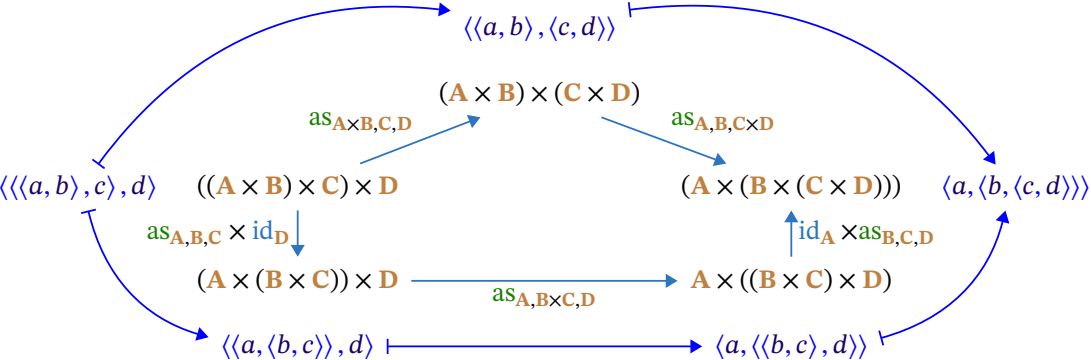 ⟨⟨a, b⟩, ⟨c, d⟩⟩
(A × B) × (C × D)
as_{A×B,C,D} as_{A,B,C×D}
⟨⟨⟨a, b⟩, c⟩, d⟩ ((A × B) × C) × D (A × (B × (C × D))) ⟨a, ⟨b, ⟨c, d⟩⟩⟩
as_{A,B,C} × id_D id_A × as_{B,C,D}
(A × (B × C)) × D A × ((B × C) × D)
as_{A,B×C,D}
⟨⟨a, ⟨b, c⟩⟩, d⟩ ⟨a, ⟨⟨b, c⟩, d⟩⟩